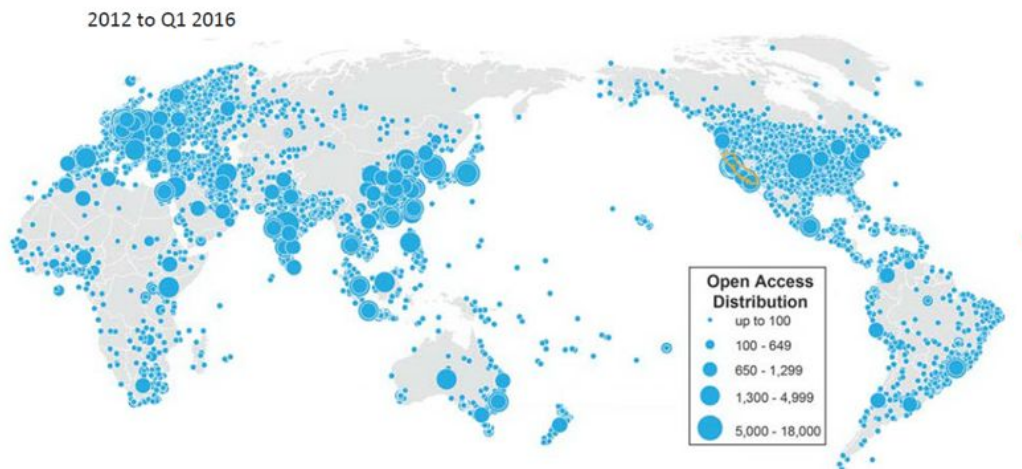 2012 to Q1 2016
Open Access
Distribution
up to 100
100 - 649
650 - 1,299
1,300 - 4,999
5,000 - 18,000